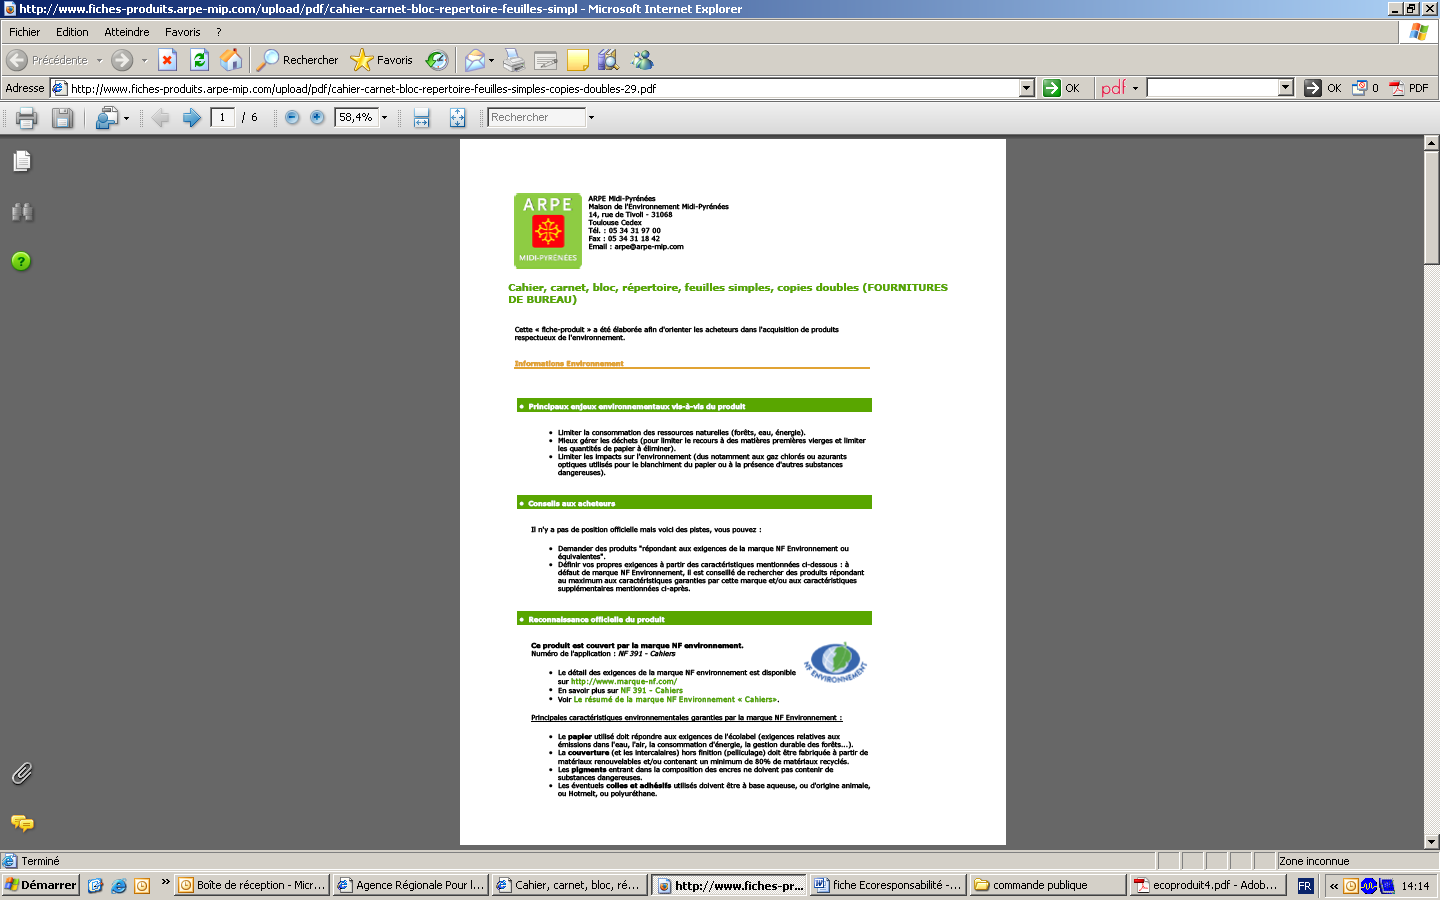 http://www.fiches-produits.arpe-mip.com/upload/pdf/cahier-carnet-bloc-repertoire-feuilles-simpl - Microsoft Internet Explorer
Fichier Edition Atteindre Favoris ?
Précédente Rechercher Favoris
Adresse http://www.fiches-produits.arpe-mip.com/upload/pdf/cahier-carnet-bloc-repertoire-feuilles-simples-copies-doubles-29.pdf OK pdf OK 0 PDF
1 / 6 58,4% Rechercher
ARPE
MIDI-PYRÉNÉES
ARPE Midi-Pyrénées
Maison de l'Environnement Midi-Pyrénées
14, rue de Tivoli - 31068
Toulouse Cedex
Tél. : 05 34 31 97 00
Fax : 05 34 31 18 42
Email : arpe@arpe-mip.com
Cahier, carnet, bloc, répertoire, feuilles simples, copies doubles (FOURNITURES
DE BUREAU)
Cette « fiche-produit » a été élaborée afin d'orienter les acheteurs dans l'acquisition de produits
respectueux de l'environnement.
Informations Environnement
• Principaux enjeux environnementaux vis-à-vis du produit
• Limiter la consommation des ressources naturelles (forêts, eau, énergie).
• Mieux gérer les déchets (pour limiter le recours à des matières premières vierges et limiter
les quantités de papier à éliminer).
• Limiter les impacts sur l'environnement (dus notamment aux gaz chlorés ou azurants
optiques utilisés pour le blanchiment du papier ou à la présence d'autres substances
dangereuses).
• Conseils aux acheteurs
Il n'y a pas de position officielle mais voici des pistes, vous pouvez :
• Demander des produits "répondant aux exigences de la marque NF Environnement ou
équivalentes".
• Définir vos propres exigences à partir des caractéristiques mentionnées ci-dessous : à
défaut de marque NF Environnement, il est conseillé de rechercher des produits répondant
au maximum aux caractéristiques garanties par cette marque et/ou aux caractéristiques
supplémentaires mentionnées ci-après.
• Reconnaissance officielle du produit
Ce produit est couvert par la marque NF environnement.
Numéro de l'application : NF 391 - Cahiers
NF ENVIRONNEMENT
• Le détail des exigences de la marque NF environnement est disponible
sur http://www.marque-nf.com/
• En savoir plus sur NF 391 - Cahiers
• Voir Le résumé de la marque NF Environnement « Cahiers».
Principales caractéristiques environnementales garanties par la marque NF Environnement :
• Le papier utilisé doit répondre aux exigences de l'écolabel (exigences relatives aux
émissions dans l'eau, l'air, la consommation d'énergie, la gestion durable des forêts...).
• La couverture (et les intercalaires) hors finition (pelliculage) doit être fabriquée à partir de
matériaux renouvelables et/ou contenant un minimum de 80% de matériaux recyclés.
• Les pigments entrant dans la composition des encres ne doivent pas contenir de
substances dangereuses.
• Les éventuels colles et adhésifs utilisés doivent être à base aqueuse, ou d'origine animale,
ou Hotmelt, ou polyuréthane.
Terminé Zone inconnue
Démarrer » Boîte de réception - Micr... Agence Régionale Pour l... Cahier, carnet, bloc, ré... http://www.fiches-pr... fiche Ecoresponsabilité -... commande publique ecoproduit4.pdf - Adob... FR « 14:14